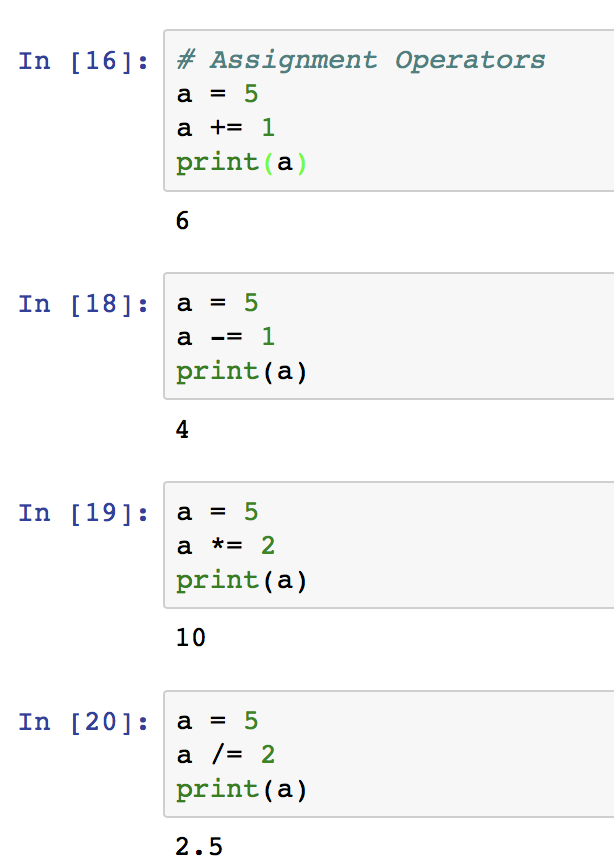 In [16]: # Assignment Operators
a = 5
a += 1
print(a)
6
In [18]: a = 5
a -= 1
print(a)
4
In [19]: a = 5
a *= 2
print(a)
10
In [20]: a = 5
a /= 2
print(a)
2.5